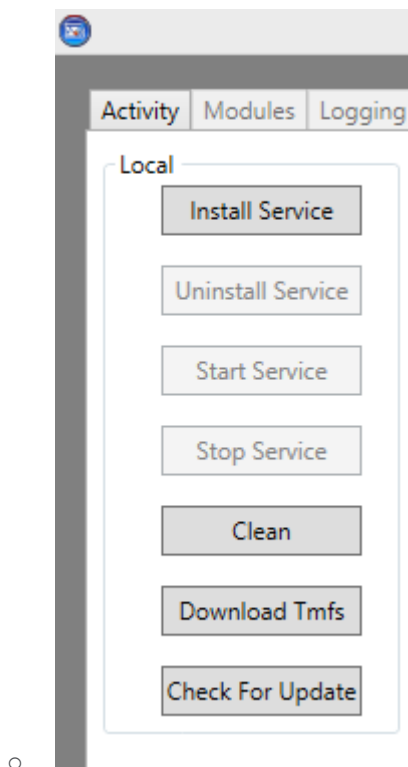 Activity Modules Logging
Local
Install Service
Uninstall Service
Start Service
Stop Service
Clean
Download Tmfs
Check For Update